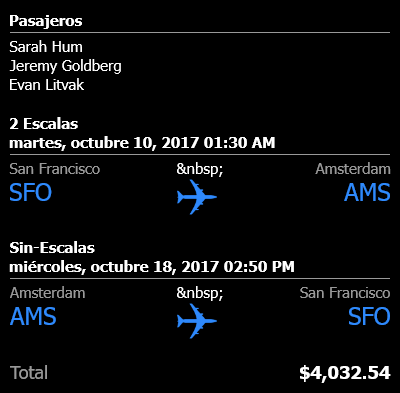 Pasajeros
Sarah Hum
Jeremy Goldberg
Evan Litvak
2 Escalas
martes, octubre 10, 2017 01:30 AM
San Francisco &nbsp; Amsterdam
SFO AMS
Sin-Escalas
miércoles, octubre 18, 2017 02:50 PM
Amsterdam &nbsp; San Francisco
AMS SFO
Total $4,032.54